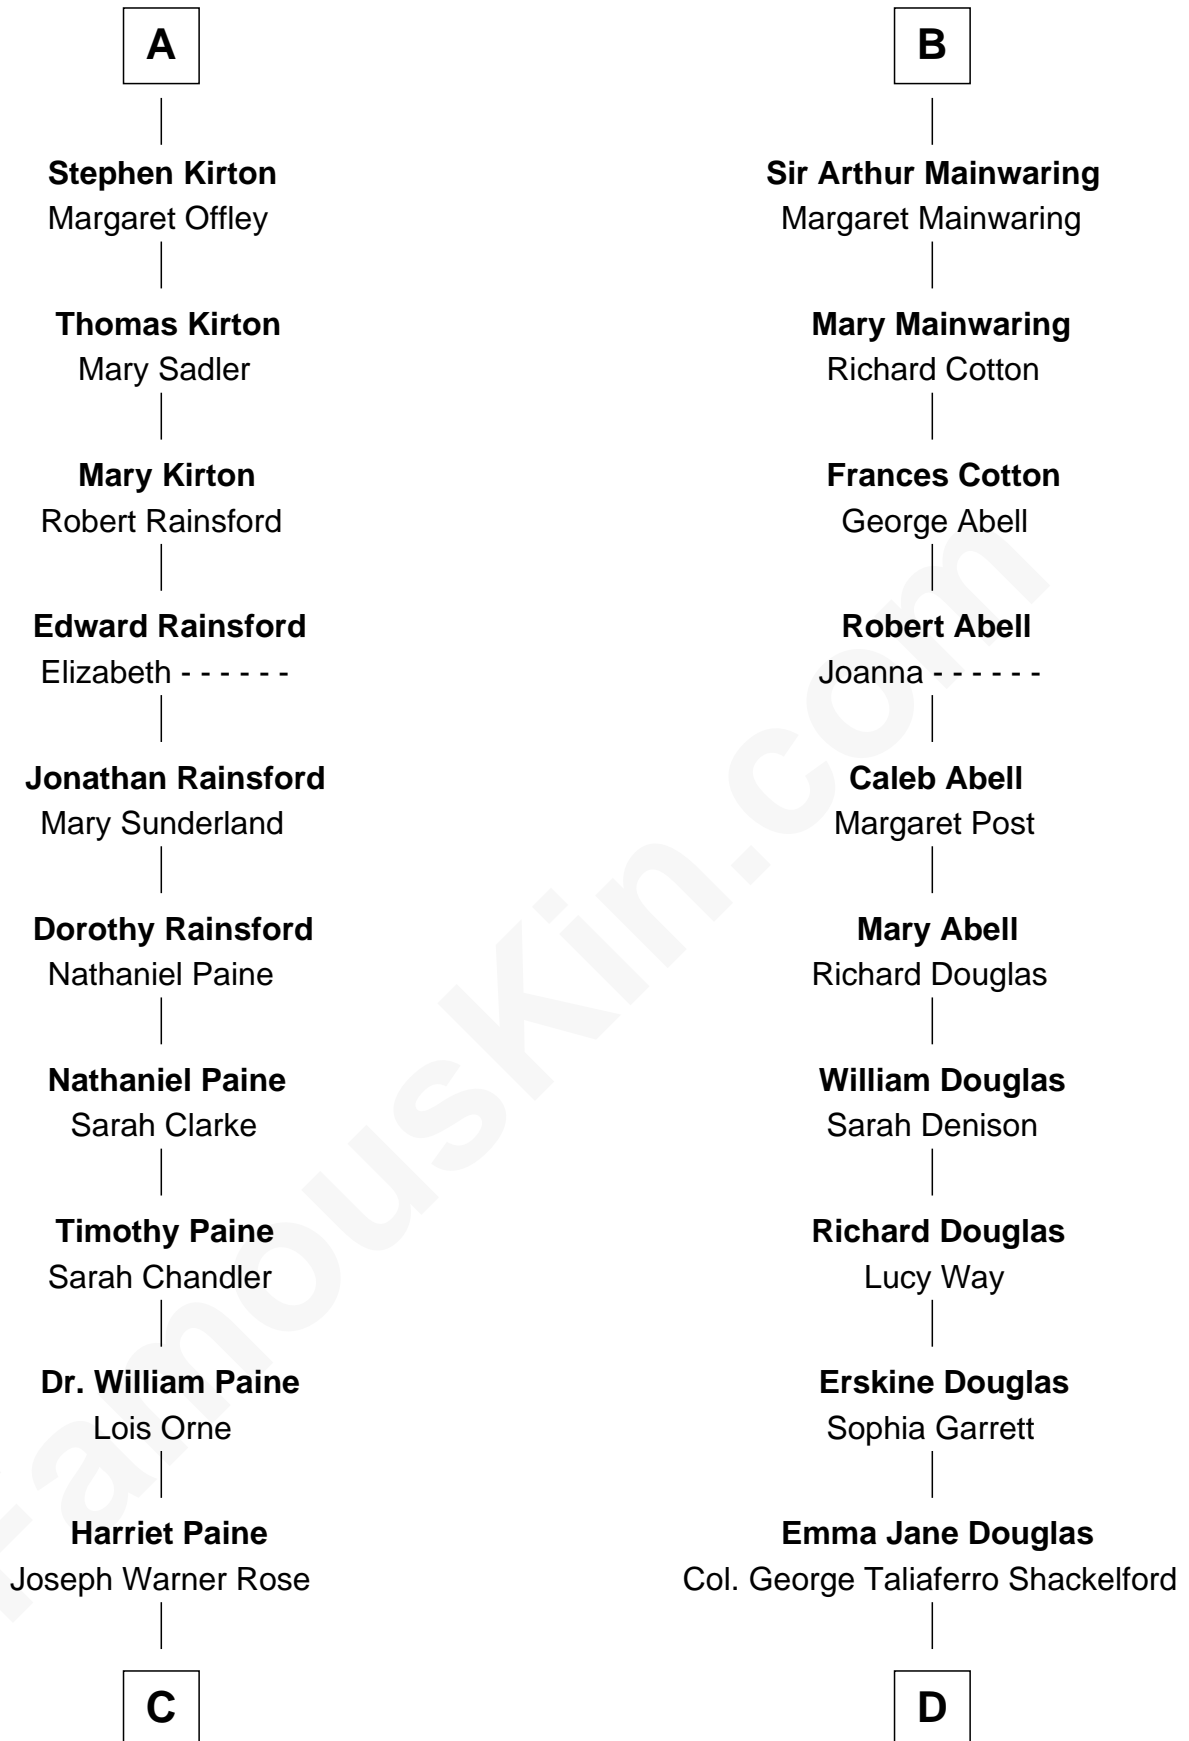 A
Stephen Kirton
Margaret Offley
Thomas Kirton
Mary Sadler
Mary Kirton
Robert Rainsford
Edward Rainsford
Elizabeth - - - - - -
Jonathan Rainsford
Mary Sunderland
Dorothy Rainsford
Nathaniel Paine
Nathaniel Paine
Sarah Clarke
Timothy Paine
Sarah Chandler
Dr. William Paine
Lois Orne
Harriet Paine
Joseph Warner Rose
C
B
Sir Arthur Mainwaring
Margaret Mainwaring
Mary Mainwaring
Richard Cotton
Frances Cotton
George Abell
Robert Abell
Joanna - - - - - -
Caleb Abell
Margaret Post
Mary Abell
Richard Douglas
William Douglas
Sarah Denison
Richard Douglas
Lucy Way
Erskine Douglas
Sophia Garrett
Emma Jane Douglas
Col. George Taliaferro Shackelford
D
FamousKin.com